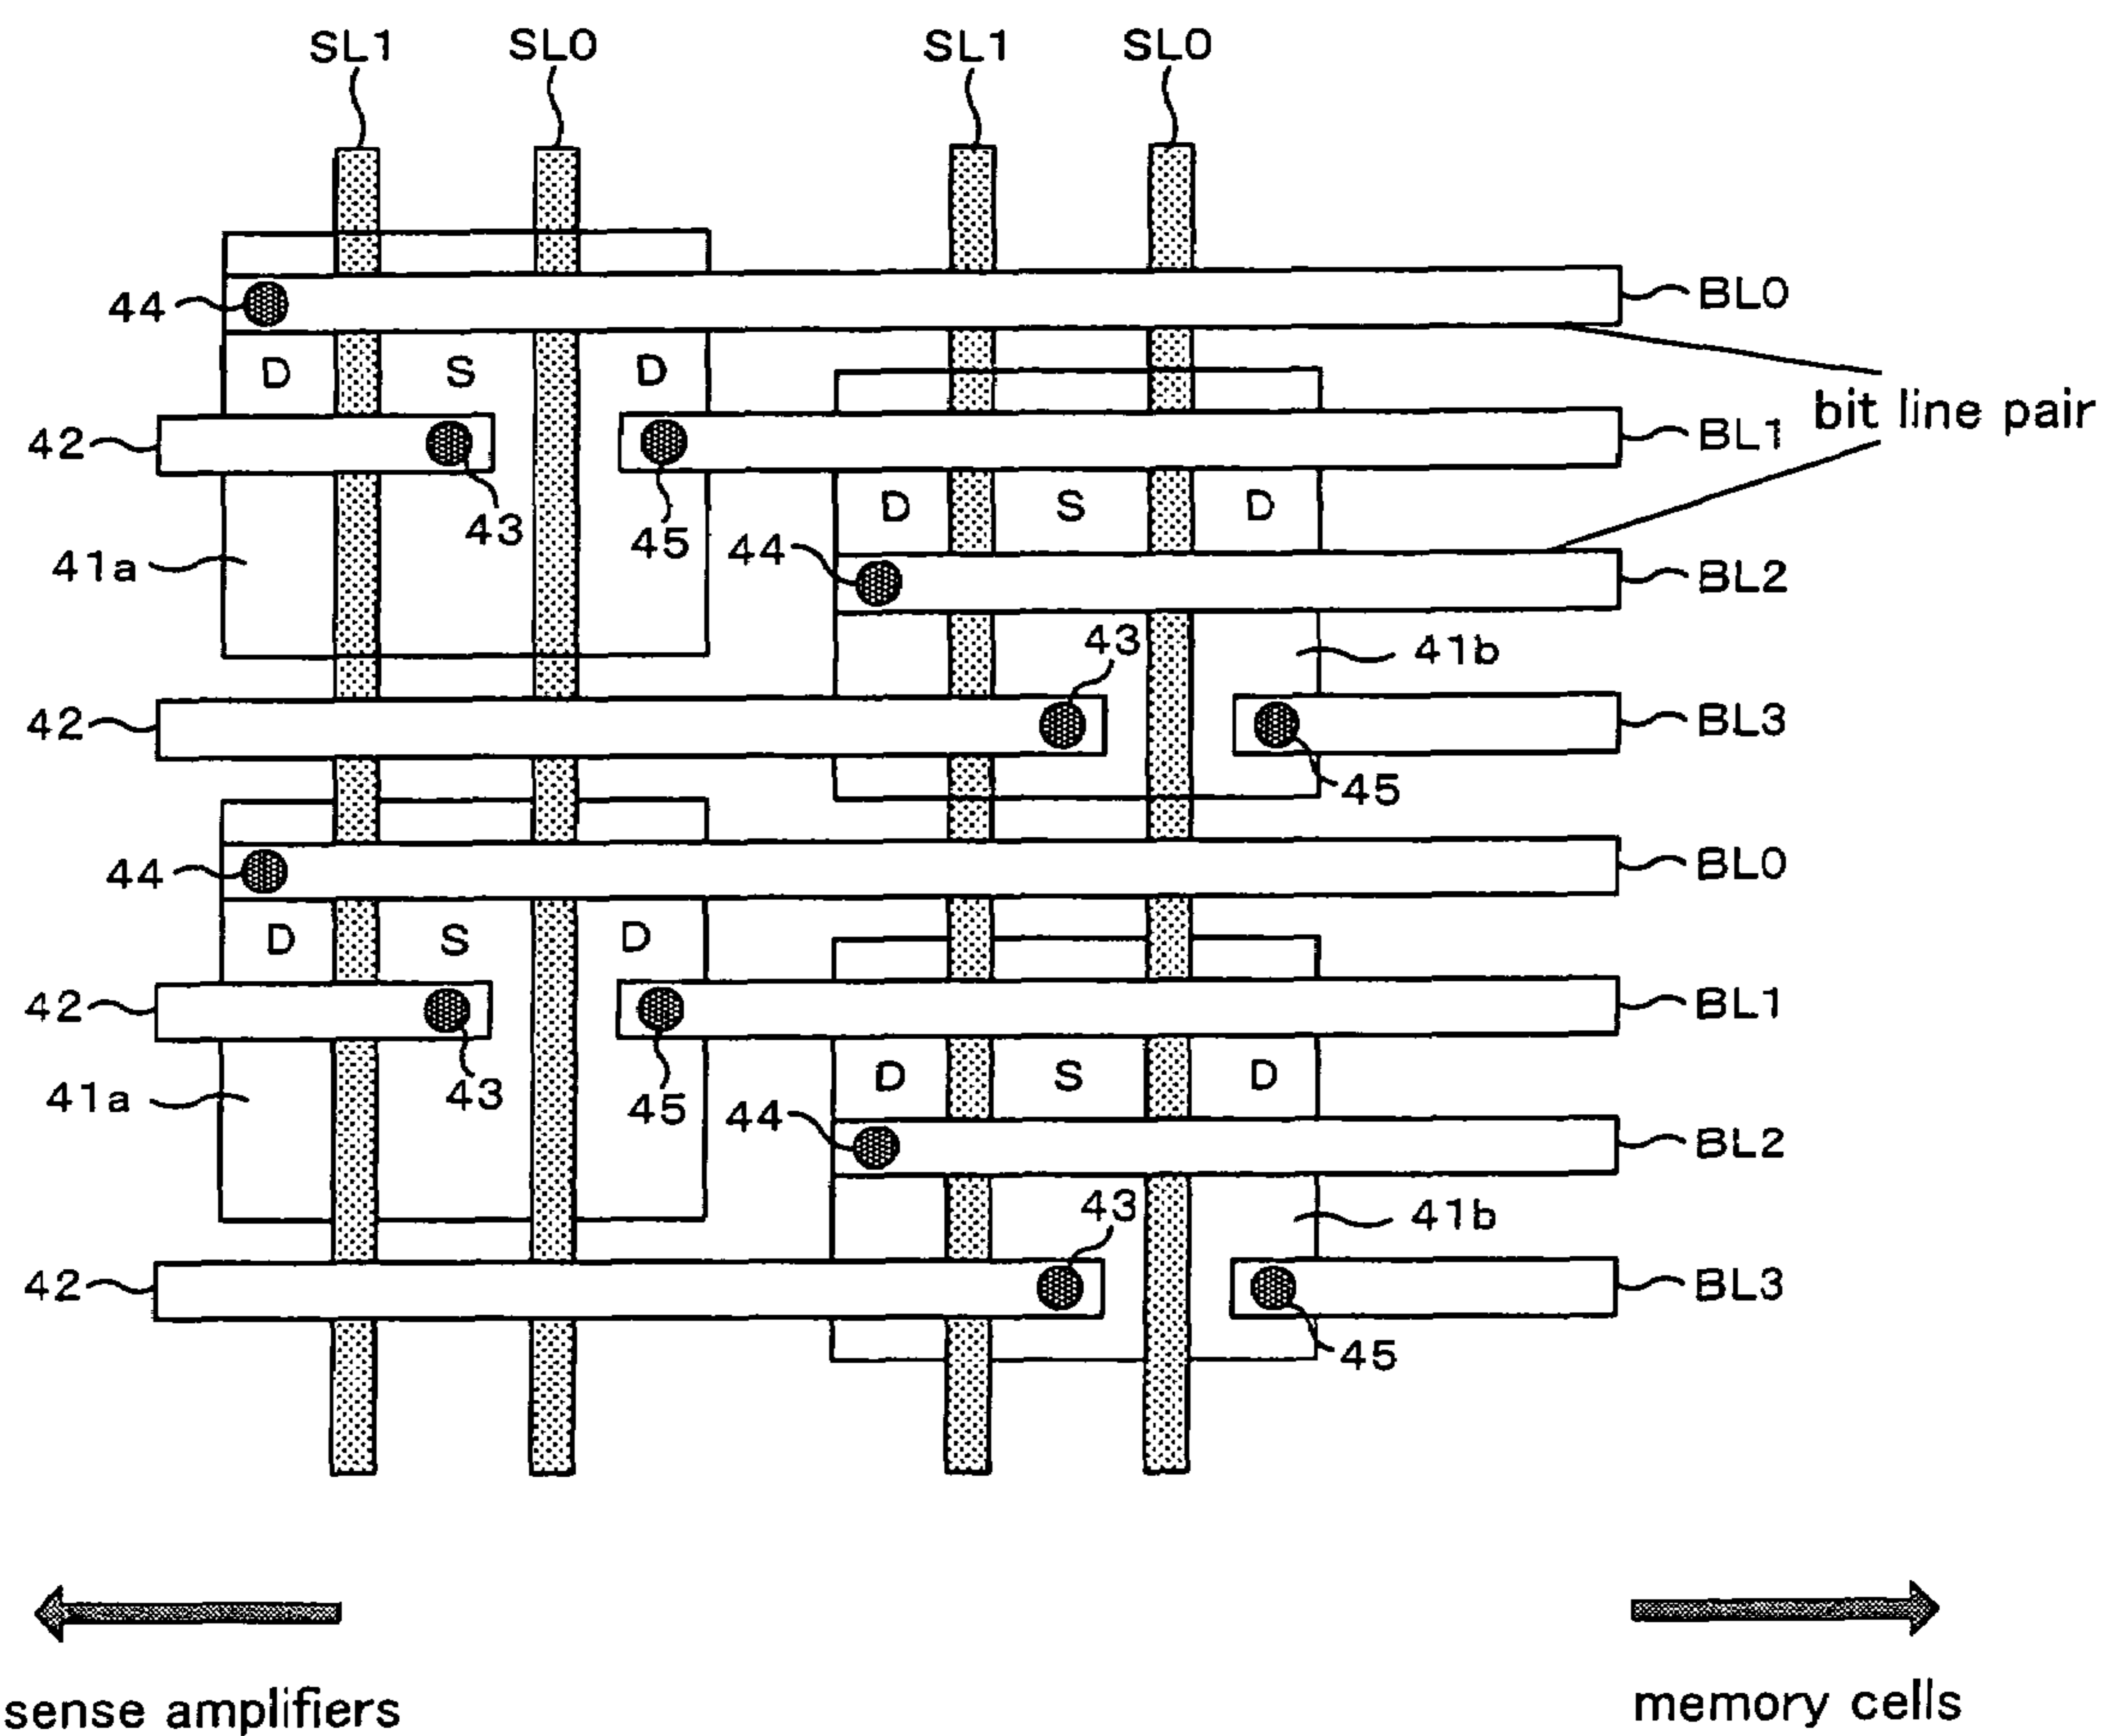 SL1 SL0 SL1 SL0
44 BL0
D S D
bit line pair
42 BL1
43 45 D S D
41a 44 BL2
43 41b
42 BL3
45
44 BL0
D S D
42 BL1
43 45 D S D
41a 44 BL2
43 41b
42 BL3
45
sense amplifiers memory cells